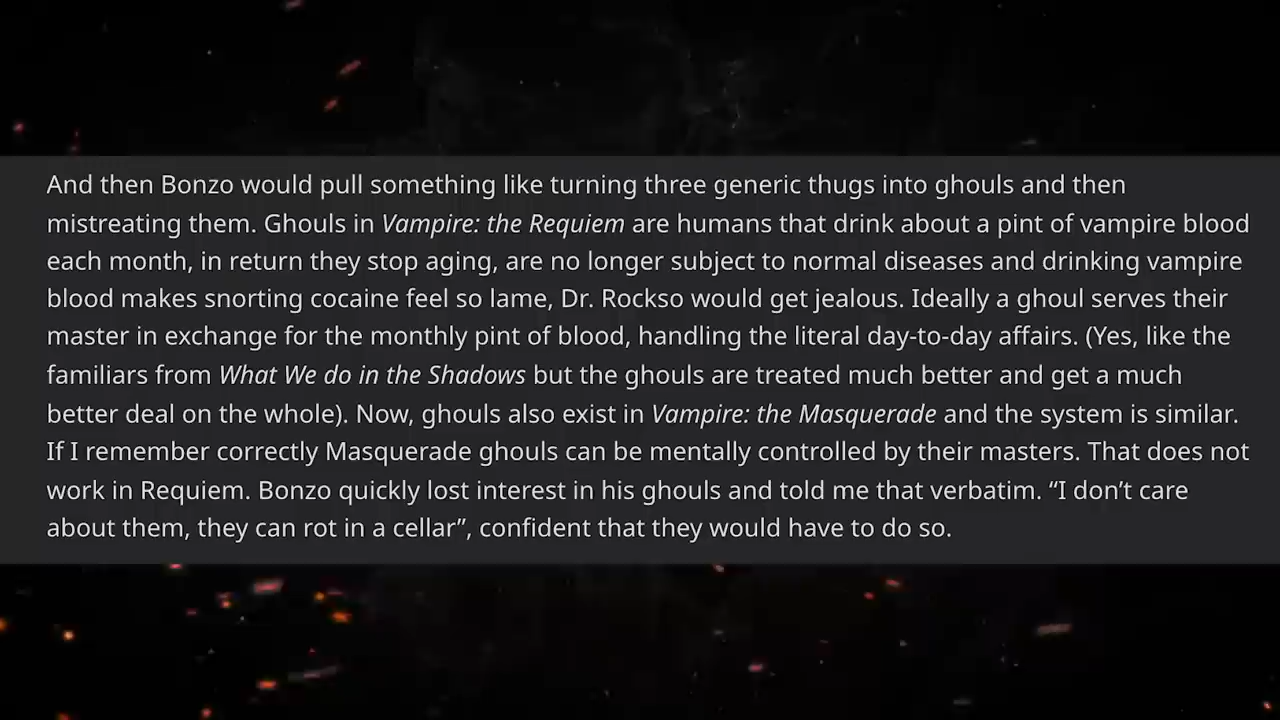 And then Bonzo would pull something like turning three generic thugs into ghouls and then
mistreating them. Ghouls in Vampire: the Requiem are humans that drink about a pint of vampire blood
each month, in return they stop aging, are no longer subject to normal diseases and drinking vampire
blood makes snorting cocaine feel so lame, Dr. Rockso would get jealous. Ideally a ghoul serves their
master in exchange for the monthly pint of blood, handling the literal day-to-day affairs. (Yes, like the
familiars from What We do in the Shadows but the ghouls are treated much better and get a much
better deal on the whole). Now, ghouls also exist in Vampire: the Masquerade and the system is similar.
If I remember correctly Masquerade ghouls can be mentally controlled by their masters. That does not
work in Requiem. Bonzo quickly lost interest in his ghouls and told me that verbatim. “I don’t care
about them, they can rot in a cellar”, confident that they would have to do so.